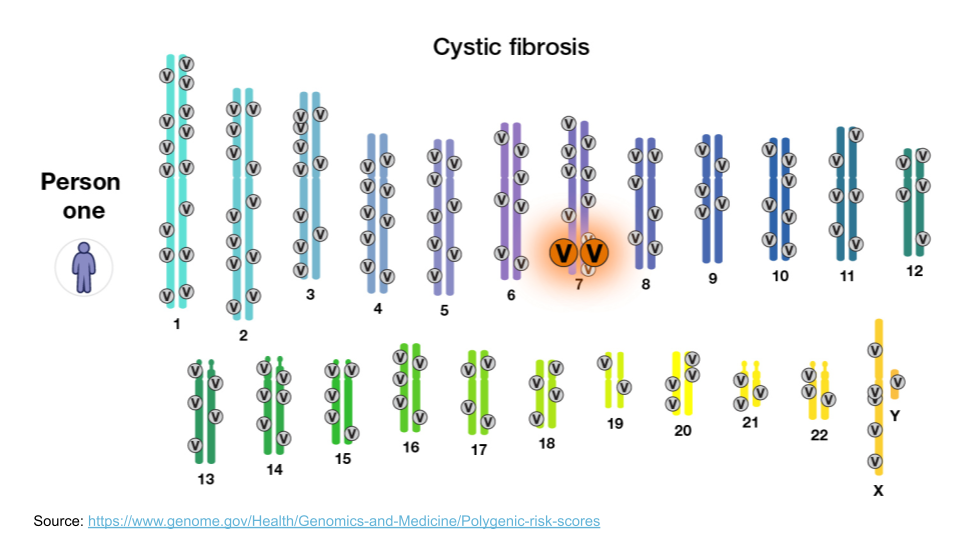 Cystic fibrosis
Person
one
V V
1 2 3 4 5 6 7 8 9 10 11 12
13 14 15 16 17 18 19 20 21 22 X Y
Source: https://www.genome.gov/Health/Genomics-and-Medicine/Polygenic-risk-scores